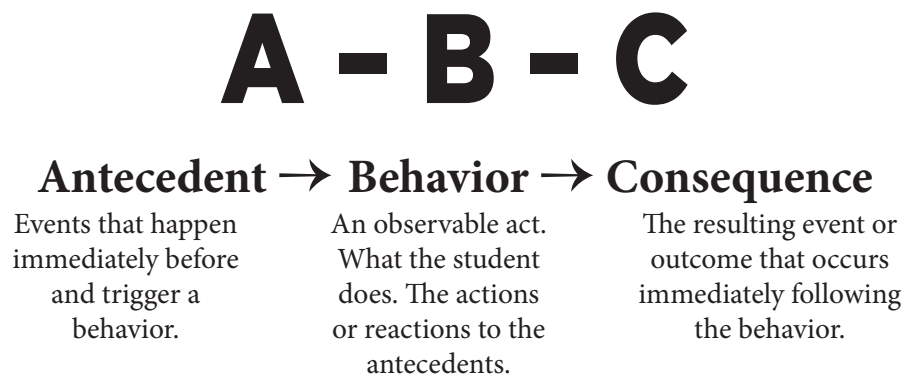 A - B - C
Antecedent → Behavior → Consequence
Events that happen
immediately before
and trigger a
behavior.
An observable act.
What the student
does. The actions
or reactions to the
antecedents.
The resulting event or
outcome that occurs
immediately following
the behavior.